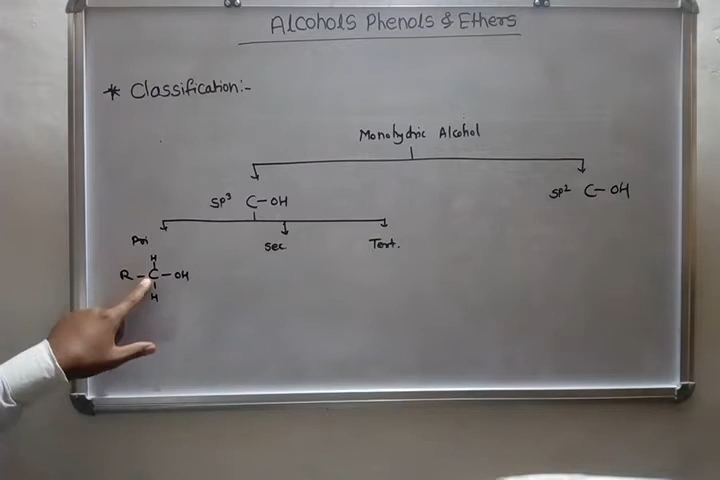 Alcohols Phenols & Ethers
* Classification:-
Monohydric Alcohol
SP³ C-OH
SP² C-OH
Pri
Sec
Tert.
H
R-C-OH
H